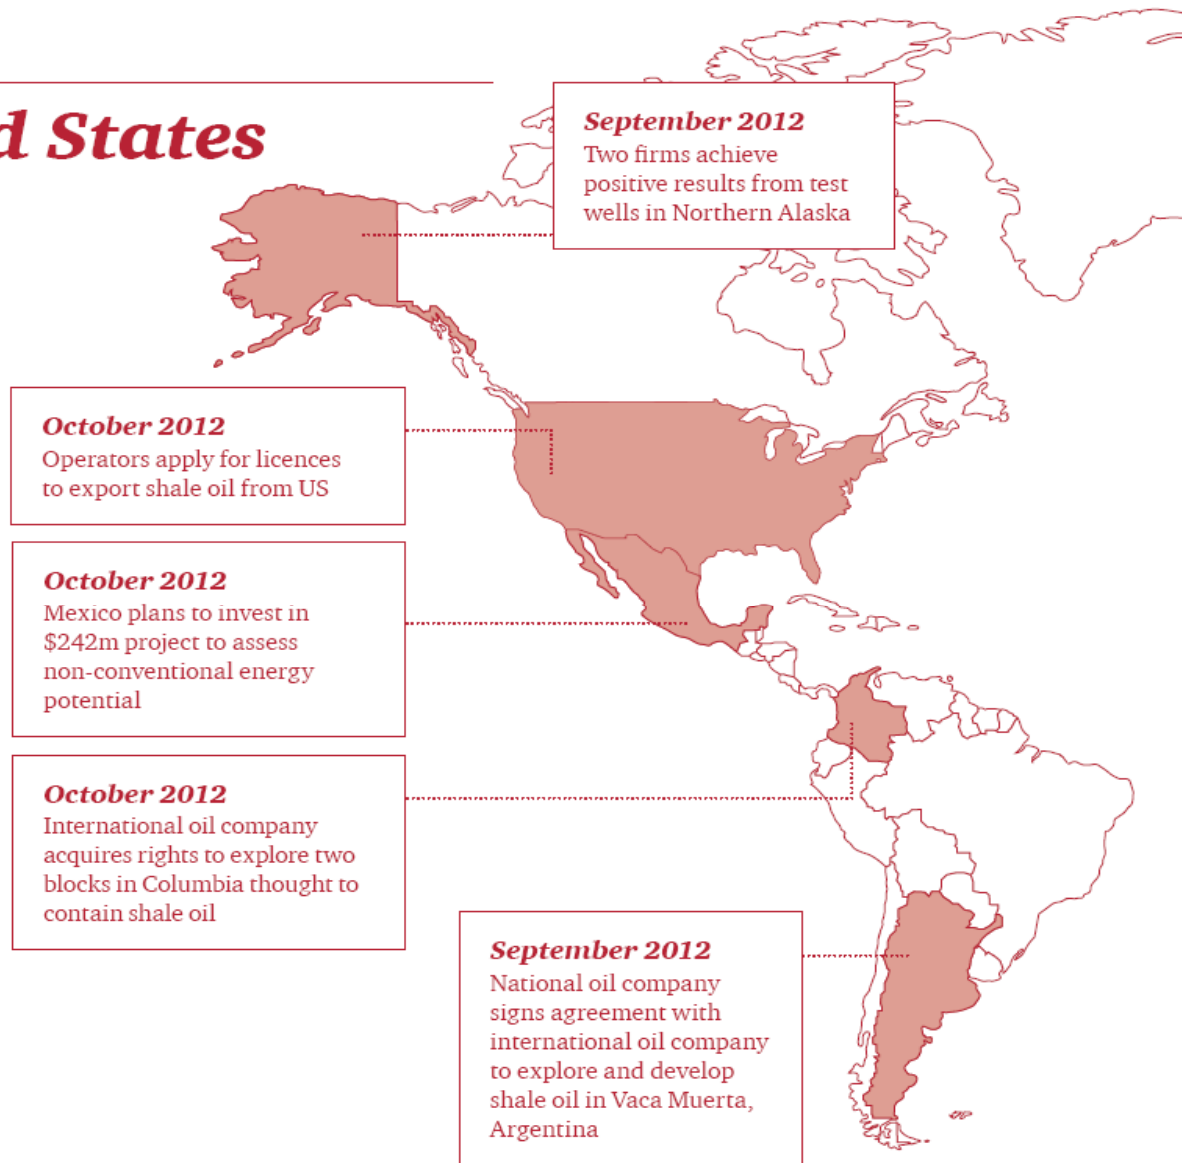 d States
September 2012
Two firms achieve
positive results from test
wells in Northern Alaska
October 2012
Operators apply for licences
to export shale oil from US
October 2012
Mexico plans to invest in
$242m project to assess
non-conventional energy
potential
October 2012
International oil company
acquires rights to explore two
blocks in Columbia thought to
contain shale oil
September 2012
National oil company
signs agreement with
international oil company
to explore and develop
shale oil in Vaca Muerta,
Argentina